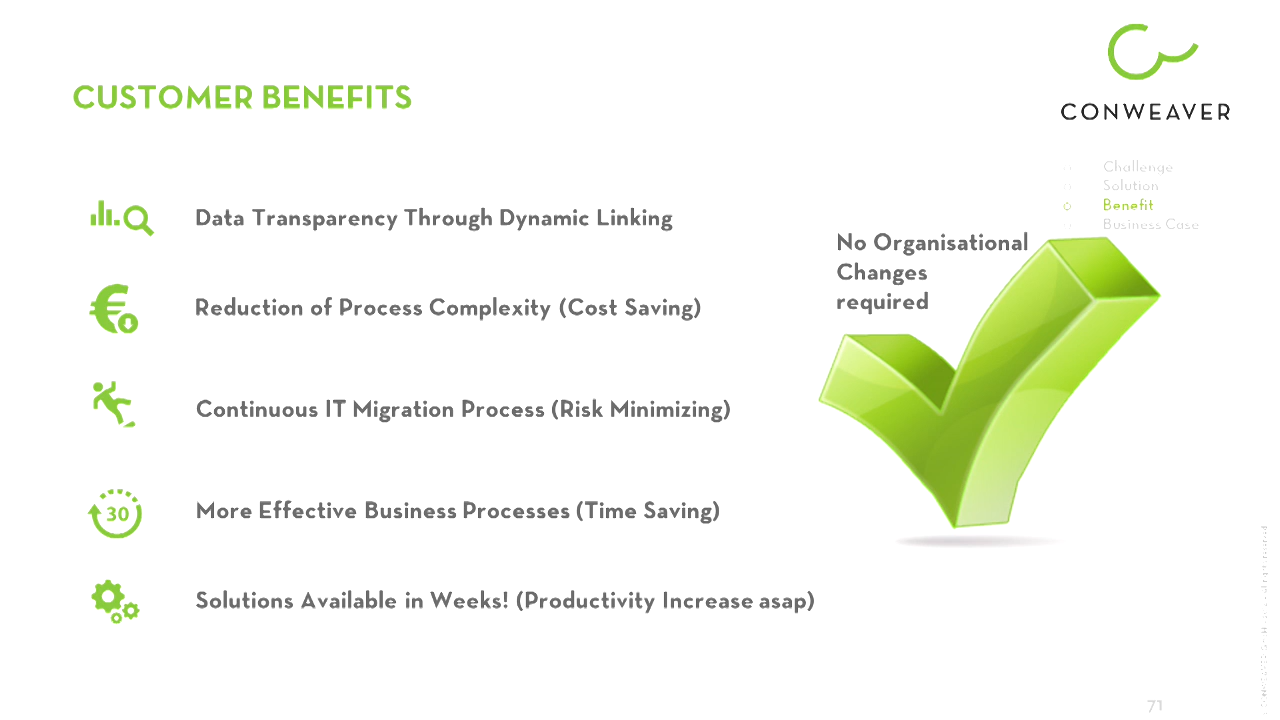 CUSTOMER BENEFITS
CONWEAVER
Challenge
Solution
Benefit
Business Case
Data Transparency Through Dynamic Linking
No Organisational
Changes
required
Reduction of Process Complexity (Cost Saving)
Continuous IT Migration Process (Risk Minimizing)
30
More Effective Business Processes (Time Saving)
Solutions Available in Weeks! (Productivity Increase asap)
71